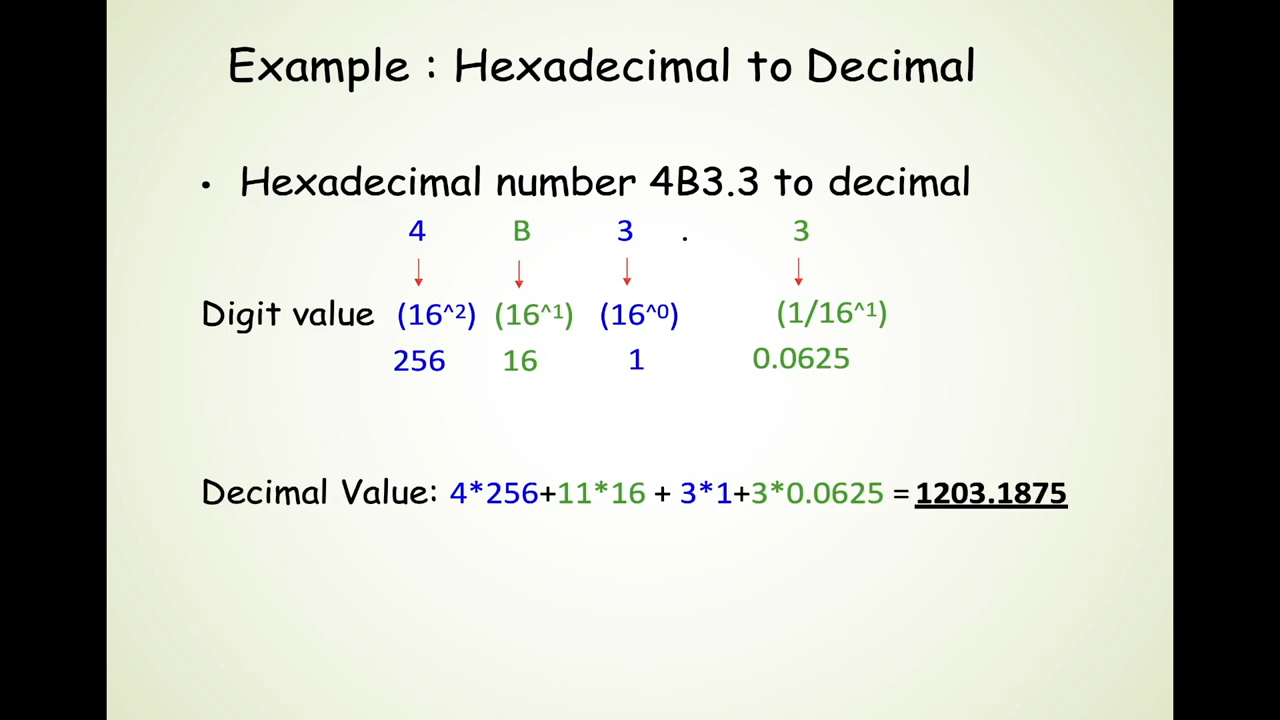 Example : Hexadecimal to Decimal
• Hexadecimal number 4B3.3 to decimal
4 B 3 . 3
Digit value (16^2) (16^1) (16^0) (1/16^1)
256 16 1 0.0625
Decimal Value: 4*256+11*16 + 3*1+3*0.0625 = 1203.1875